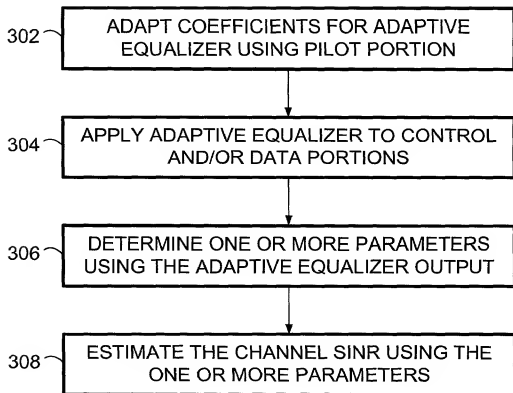 302
ADAPT COEFFICIENTS FOR ADAPTIVE
EQUALIZER USING PILOT PORTION
304
APPLY ADAPTIVE EQUALIZER TO CONTROL
AND/OR DATA PORTIONS
306
DETERMINE ONE OR MORE PARAMETERS
USING THE ADAPTIVE EQUALIZER OUTPUT
308
ESTIMATE THE CHANNEL SINR USING THE
ONE OR MORE PARAMETERS